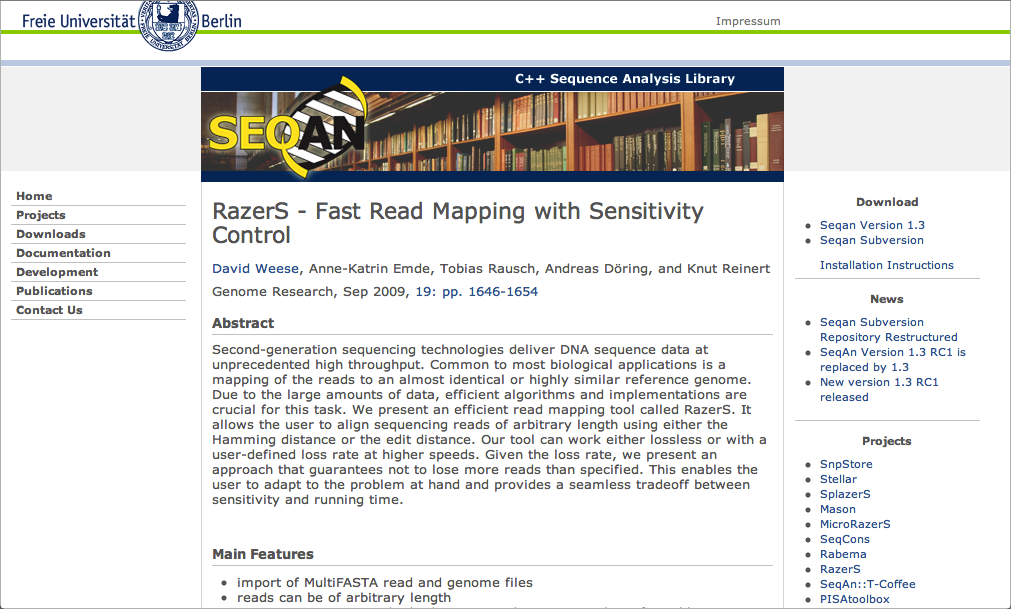 Freie Universität Berlin
Impressum
C++ Sequence Analysis Library
SEQAN
Home
Projects
Downloads
Documentation
Development
Publications
Contact Us
RazerS - Fast Read Mapping with Sensitivity
Control
David Weese, Anne-Katrin Emde, Tobias Rausch, Andreas Döring, and Knut Reinert
Genome Research, Sep 2009, 19: pp. 1646-1654
Abstract
Second-generation sequencing technologies deliver DNA sequence data at
unprecedented high throughput. Common to most biological applications is a
mapping of the reads to an almost identical or highly similar reference genome.
Due to the large amounts of data, efficient algorithms and implementations are
crucial for this task. We present an efficient read mapping tool called RazerS. It
allows the user to align sequencing reads of arbitrary length using either the
Hamming distance or the edit distance. Our tool can work either lossless or with a
user-defined loss rate at higher speeds. Given the loss rate, we present an
approach that guarantees not to lose more reads than specified. This enables the
user to adapt to the problem at hand and provides a seamless tradeoff between
sensitivity and running time.
Main Features
import of MultiFASTA read and genome files
reads can be of arbitrary length
Download
Seqan Version 1.3
Seqan Subversion
Installation Instructions
News
Seqan Subversion
Repository Restructured
SeqAn Version 1.3 RC1 is
replaced by 1.3
New version 1.3 RC1
released
Projects
SnpStore
Stellar
SplazerS
Mason
MicroRazerS
SeqCons
Rabema
RazerS
SeqAn::T-Coffee
PISAtoolbox